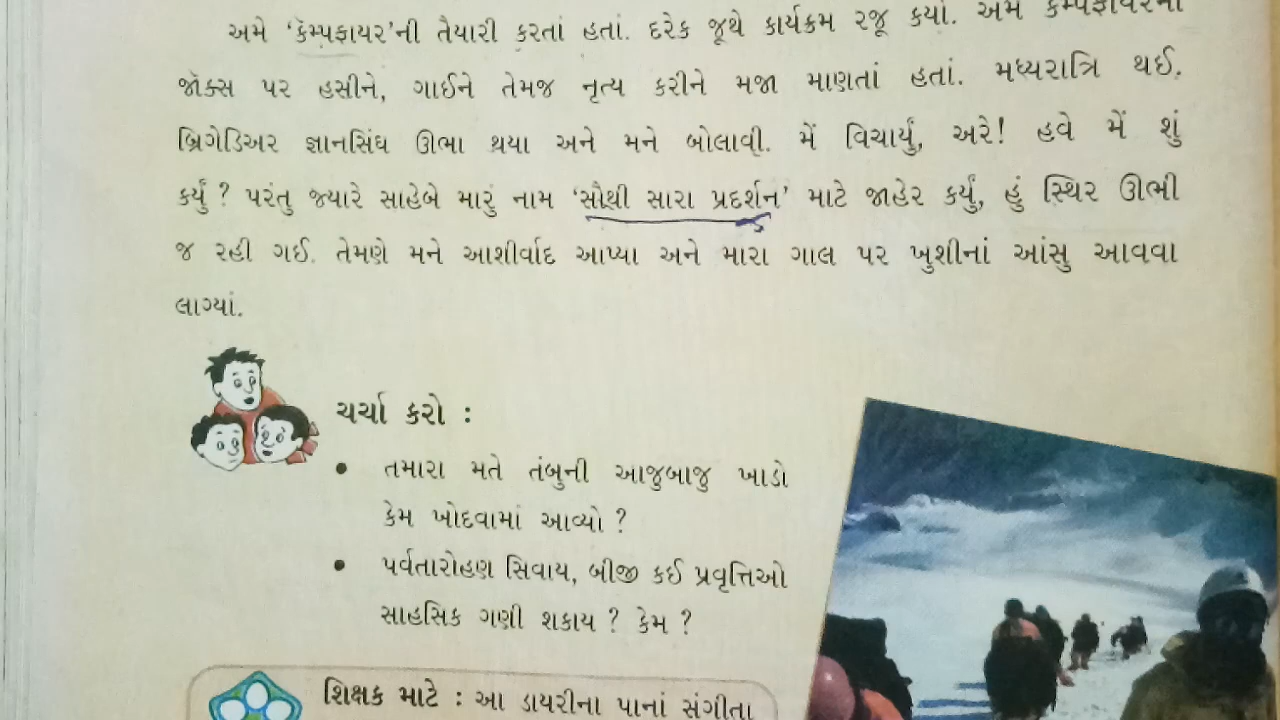 અમે ‘કૅમ્પફાયર’ની તૈયારી કરતાં હતાં. દરેક જૂથે કાર્યક્રમ રજૂ કર્યો. અમે કૅમ્પફાયરના
જૉક્સ પર હસીને, ગાઈને તેમજ નૃત્ય કરીને મજા માણતાં હતાં. મધ્યરાત્રિ થઈ.
બ્રિગેડિઅર જ્ઞાનસિંઘ ઊભા થયા અને મને બોલાવી. મેં વિચાર્યું, અરે! હવે મેં શું
કર્યું ? પરંતુ જ્યારે સાહેબે મારું નામ ‘સૌથી સારા પ્રદર્શન’ માટે જાહેર કર્યું, હું સ્થિર ઊભી
જ રહી ગઈ. તેમણે મને આશીર્વાદ આપ્યા અને મારા ગાલ પર ખુશીનાં આંસુ આવવા
લાગ્યાં.
ચર્ચા કરો :
• તમારા મતે તંબુની આજુબાજુ ખાડો
કેમ ખોદવામાં આવ્યો ?
• પર્વતારોહણ સિવાય, બીજી કઈ પ્રવૃત્તિઓ
સાહસિક ગણી શકાય ? કેમ ?
શિક્ષક માટે : આ ડાયરીના પાનાં સંગીતા